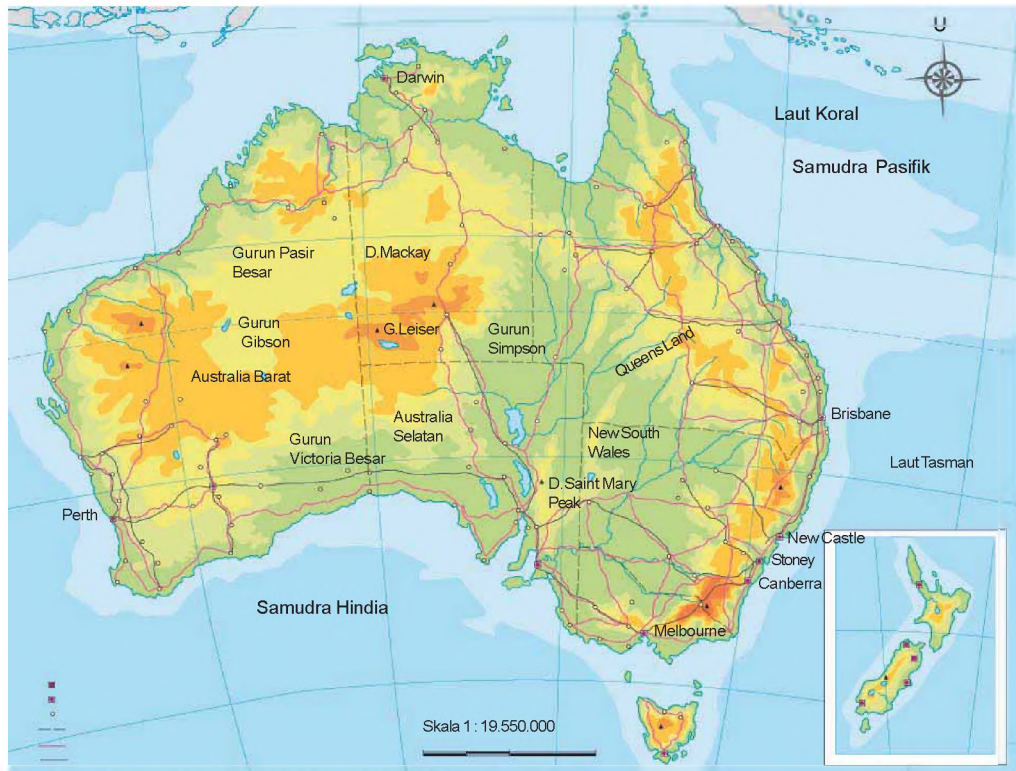 U
Darwin
Laut Koral
Samudra Pasifik
Gurun Pasir
Besar
D.Mackay
Gurun
Gibson
G.Leiser
Gurun
Simpson
Queens Land
Australia Barat
Australia
Selatan
Brisbane
Gurun
Victoria Besar
New South
Wales
Laut Tasman
D. Saint Mary
Peak
Perth
New Castle
Stoney
Canberra
Samudra Hindia
Melbourne
Skala 1 : 19.550.000